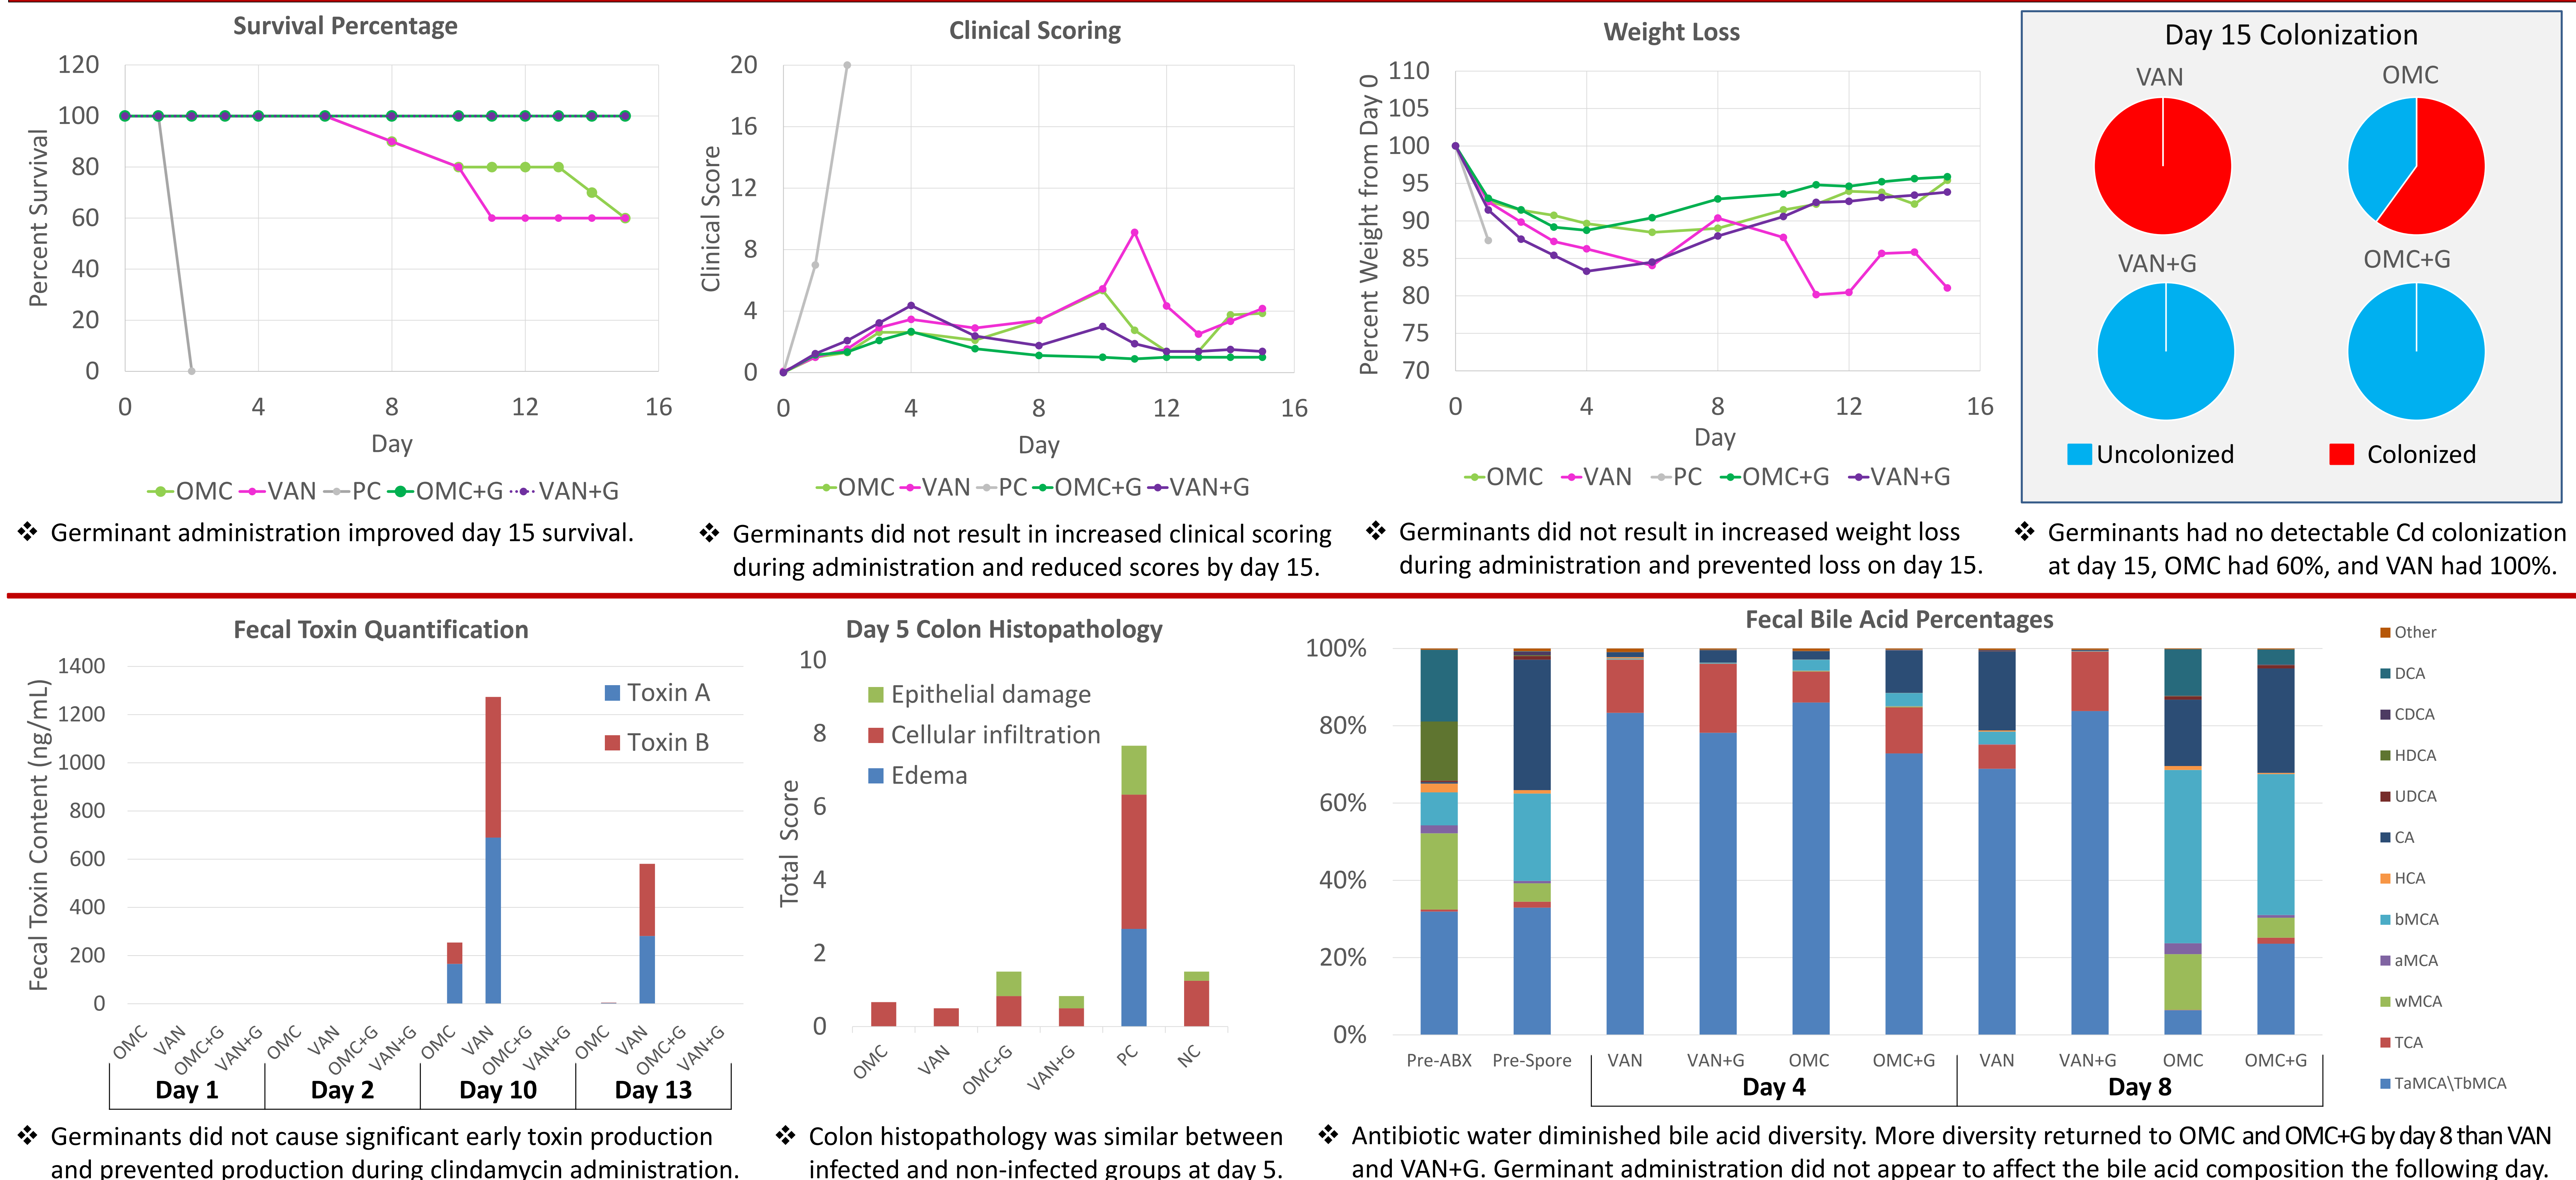 Survival Percentage
120
100
80
60
40
20
0
Percent Survival
0 4 8 12 16
Day
OMC VAN PC OMC+G VAN+G
❖ Germinant administration improved day 15 survival.
Clinical Scoring
20
16
12
8
4
0
Clinical Score
0 4 8 12 16
Day
OMC VAN PC OMC+G VAN+G
❖ Germinants did not result in increased clinical scoring
during administration and reduced scores by day 15.
Weight Loss
110
105
100
95
90
85
80
75
70
Percent Weight from Day 0
0 4 8 12 16
Day
OMC VAN PC OMC+G VAN+G
❖ Germinants did not result in increased weight loss
during administration and prevented loss on day 15.
Day 15 Colonization
VAN OMC
VAN+G OMC+G
Uncolonized Colonized
❖ Germinants had no detectable Cd colonization
at day 15, OMC had 60%, and VAN had 100%.
Fecal Toxin Quantification
1400
1200
1000
800
600
400
200
0
Fecal Toxin Content (ng/mL)
Toxin A
Toxin B
OMC VAN OMC+G VAN+G OMC VAN OMC+G VAN+G OMC VAN OMC+G VAN+G OMC VAN OMC+G VAN+G
Day 1 Day 2 Day 10 Day 13
❖ Germinants did not cause significant early toxin production
and prevented production during clindamycin administration.
Day 5 Colon Histopathology
10
8
6
4
2
0
Total Score
Epithelial damage
Cellular infiltration
Edema
OMC VAN OMC+G VAN+G PC NC
❖ Colon histopathology was similar between
infected and non-infected groups at day 5.
Fecal Bile Acid Percentages
100%
80%
60%
40%
20%
0%
Pre-ABX Pre-Spore VAN VAN+G OMC OMC+G VAN VAN+G OMC OMC+G
Day 4 Day 8
Other
DCA
CDCA
HDCA
UDCA
CA
HCA
bMCA
aMCA
wMCA
TCA
TaMCA\TbMCA
❖ Antibiotic water diminished bile acid diversity. More diversity returned to OMC and OMC+G by day 8 than VAN
and VAN+G. Germinant administration did not appear to affect the bile acid composition the following day.